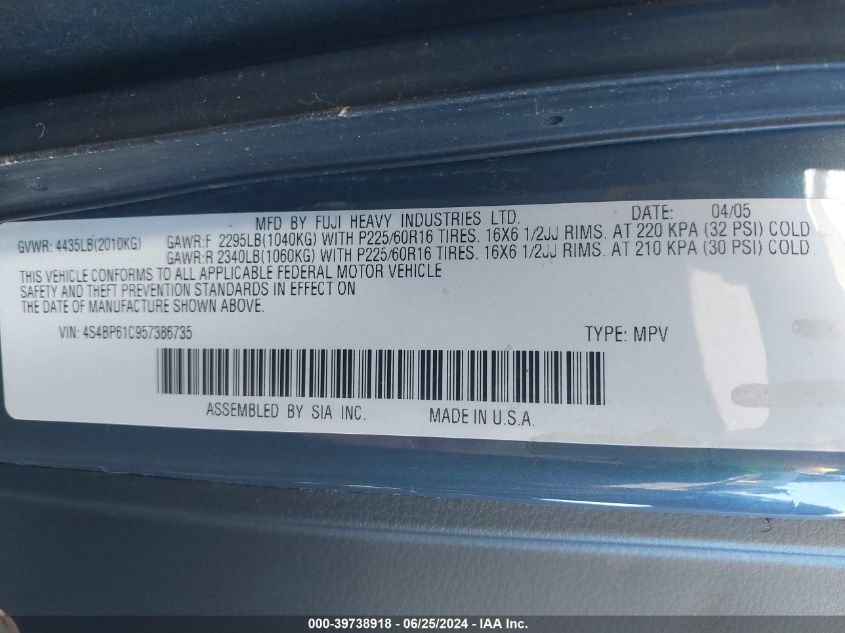 MFD BY FUJI HEAVY INDUSTRIES LTD. DATE: 04/05
GVWR: 4435LB(2010KG) GAWR:F 2295LB(1040KG) WITH P225/60R16 TIRES. 16X6 1/2JJ RIMS. AT 220 KPA (32 PSI) COLD
GAWR:R 2340LB(1060KG) WITH P225/60R16 TIRES. 16X6 1/2JJ RIMS. AT 210 KPA (30 PSI) COLD
THIS VEHICLE CONFORMS TO ALL APPLICABLE FEDERAL MOTOR VEHICLE
SAFETY AND THEFT PREVENTION STANDARDS IN EFFECT ON
THE DATE OF MANUFACTURE SHOWN ABOVE.
VIN: 4S4BP61C957386735 TYPE: MPV
ASSEMBLED BY SIA INC. MADE IN U.S.A.
000-39738918 / 06/25/2024 - IAA Inc.